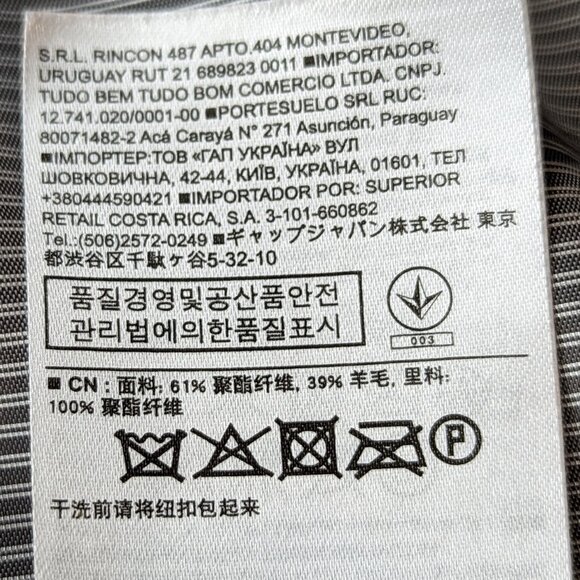 S.R.L. RINCON 487 APTO.404 MONTEVIDEO,
URUGUAY RUT 21 689823 0011 ■IMPORTADOR:
TUDO BEM TUDO BOM COMERCIO LTDA. CNPJ.
12.741.020/0001-00 ■PORTESUELO SRL RUC:
80071482-2 Acá Carayá N° 271 Asunción, Paraguay
■IMПОРТЕР:ТОВ «ГАП УКРАЇНА» ВУЛ
ШОВКОВИЧНА, 42-44, КИЇВ, УКРАЇНА, 01601, ТЕЛ
+380444590421 ■IMPORTADOR POR: SUPERIOR
RETAIL COSTA RICA, S.A. 3-101-660862
Tel.:(506)2572-0249 ■ギャップジャパン株式会社 東京
都渋谷区千駄ヶ谷5-32-10
품질경영및공산품안전
관리법에의한품질표시
003
■ CN : 面料: 61% 聚酯纤维, 39% 羊毛, 里料:
100% 聚酯纤维
P
干洗前请将纽扣包起来